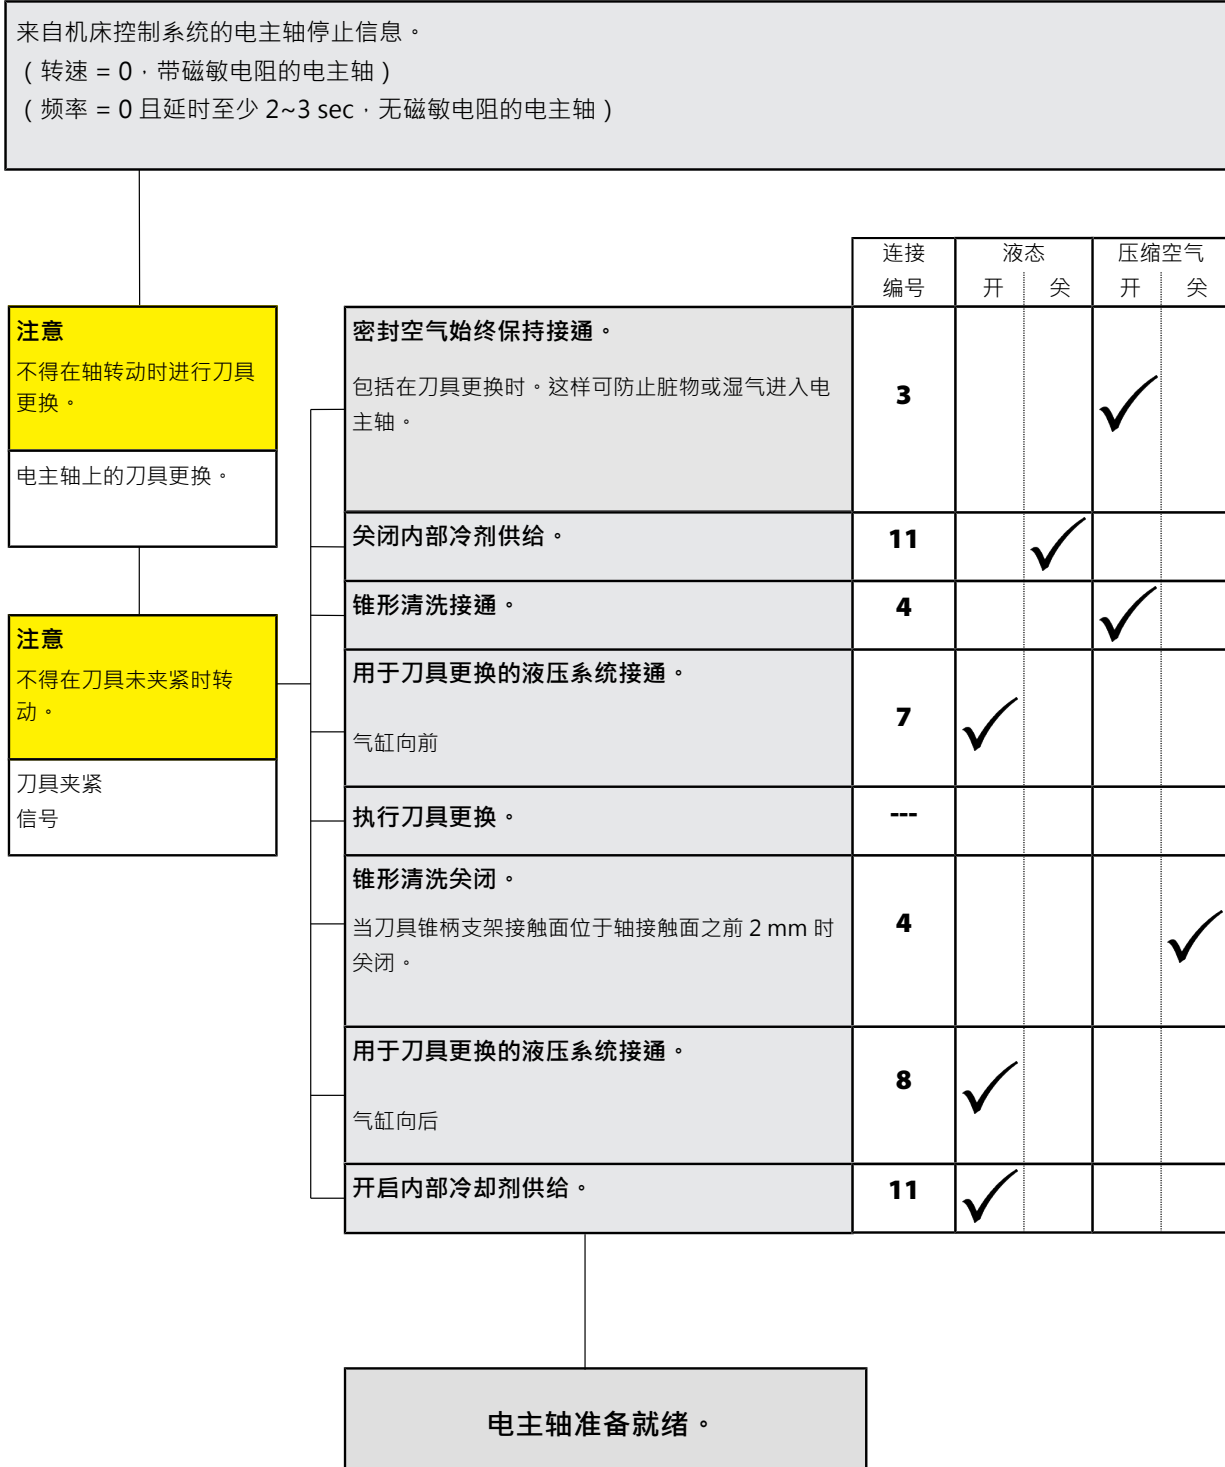 来自机床控制系统的电主轴停止信息。
（转速 = 0，带磁敏电阻的电主轴）
（频率 = 0 且延时至少 2~3 sec，无磁敏电阻的电主轴）
连接 液态 压缩空气
编号 开 关 开 关
注意
不得在轴转动时进行刀具
更换。
电主轴上的刀具更换。
注意
不得在刀具未夹紧时转
动。
刀具夹紧
信号
密封空气始终保持接通。
包括在刀具更换时。这样可防止脏物或湿气进入电
主轴。
3 ✓
关闭内部冷剂供给。 11 ✓
锥形清洗接通。 4 ✓
用于刀具更换的液压系统接通。
气缸向前
7 ✓
执行刀具更换。 ---
锥形清洗关闭。
当刀具锥柄支架接触面位于轴接触面之前 2 mm 时
关闭。
4 ✓
用于刀具更换的液压系统接通。
气缸向后
8 ✓
开启内部冷却剂供给。 11 ✓
电主轴准备就绪。